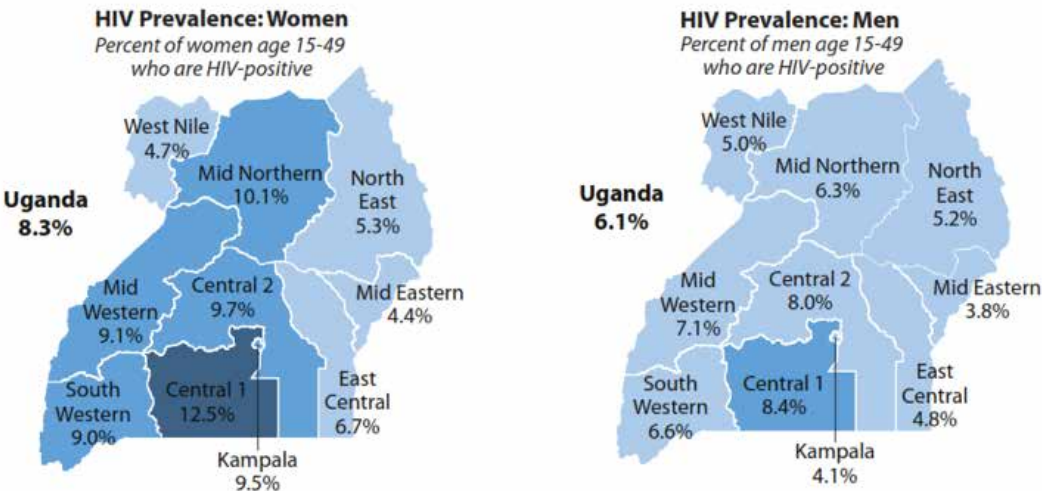 HIV Prevalence: Women
Percent of women age 15-49
who are HIV-positive
West Nile
4.7%
Mid Northern
10.1%
North
East
5.3%
Uganda
8.3%
Mid
Western
9.1%
Central 2
9.7%
Mid Eastern
4.4%
South
Western
9.0%
Central 1
12.5%
East
Central
6.7%
Kampala
9.5%
HIV Prevalence: Men
Percent of men age 15-49
who are HIV-positive
West Nile
5.0%
Mid Northern
6.3%
North
East
5.2%
Uganda
6.1%
Mid
Western
7.1%
Central 2
8.0%
Mid Eastern
3.8%
South
Western
6.6%
Central 1
8.4%
East
Central
4.8%
Kampala
4.1%